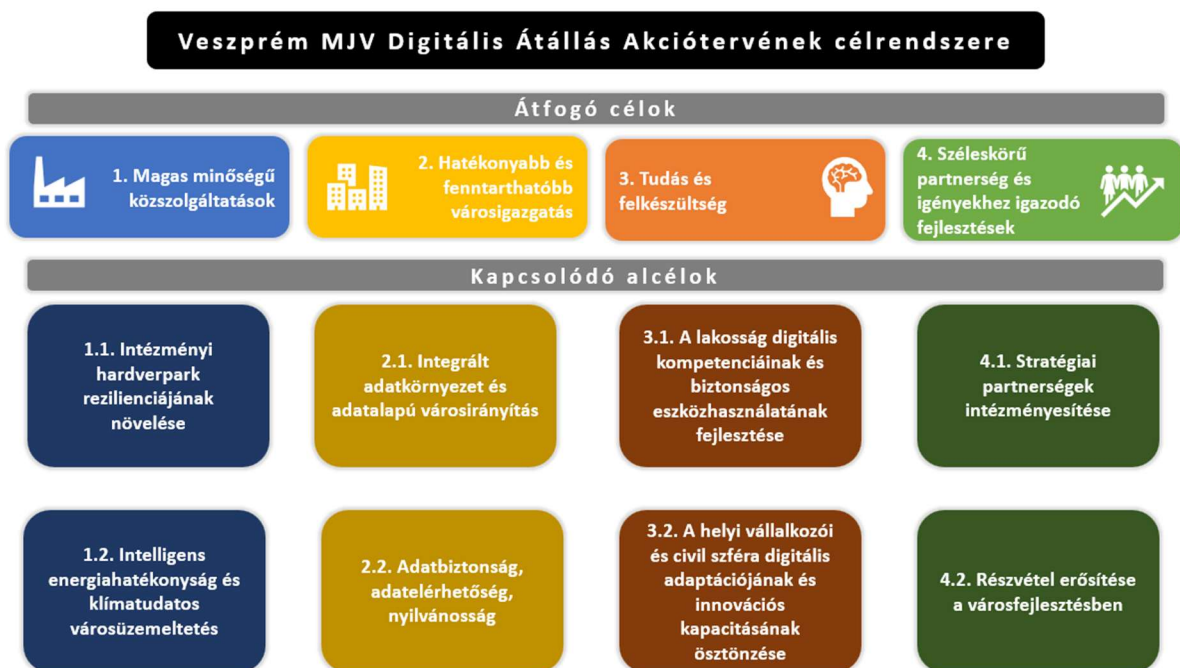 Veszprém MJV Digitális Átállás Akciótervének célrendszere
Átfogó célok
1. Magas minőségű
közszolgáltatások
2. Hatékonyabb és
fenntarthatóbb
városigazgatás
3. Tudás és
felkészültség
4. Széleskörű
partnerség és
igényekhez igazodó
fejlesztések
Kapcsolódó alcélok
1.1. Intézményi
hardverpark
rezilienciájának
növelése
2.1. Integrált
adatkörnyezet és
adatalapú városirányítás
3.1. A lakosság digitális
kompetenciáinak és
biztonságos
eszközhasználatának
fejlesztése
4.1. Stratégiai
partnerségek
intézményesítése
1.2. Intelligens
energiahatékonyság és
klímatudatos
városüzemeltetés
2.2. Adatbiztonság,
adatelérhetőség,
nyilvánosság
3.2. A helyi vállalkozói
és civil szféra digitális
adaptációjának és
innovációs
kapacitásának
ösztönzése
4.2. Részvétel erősítése
a városfejlesztésben